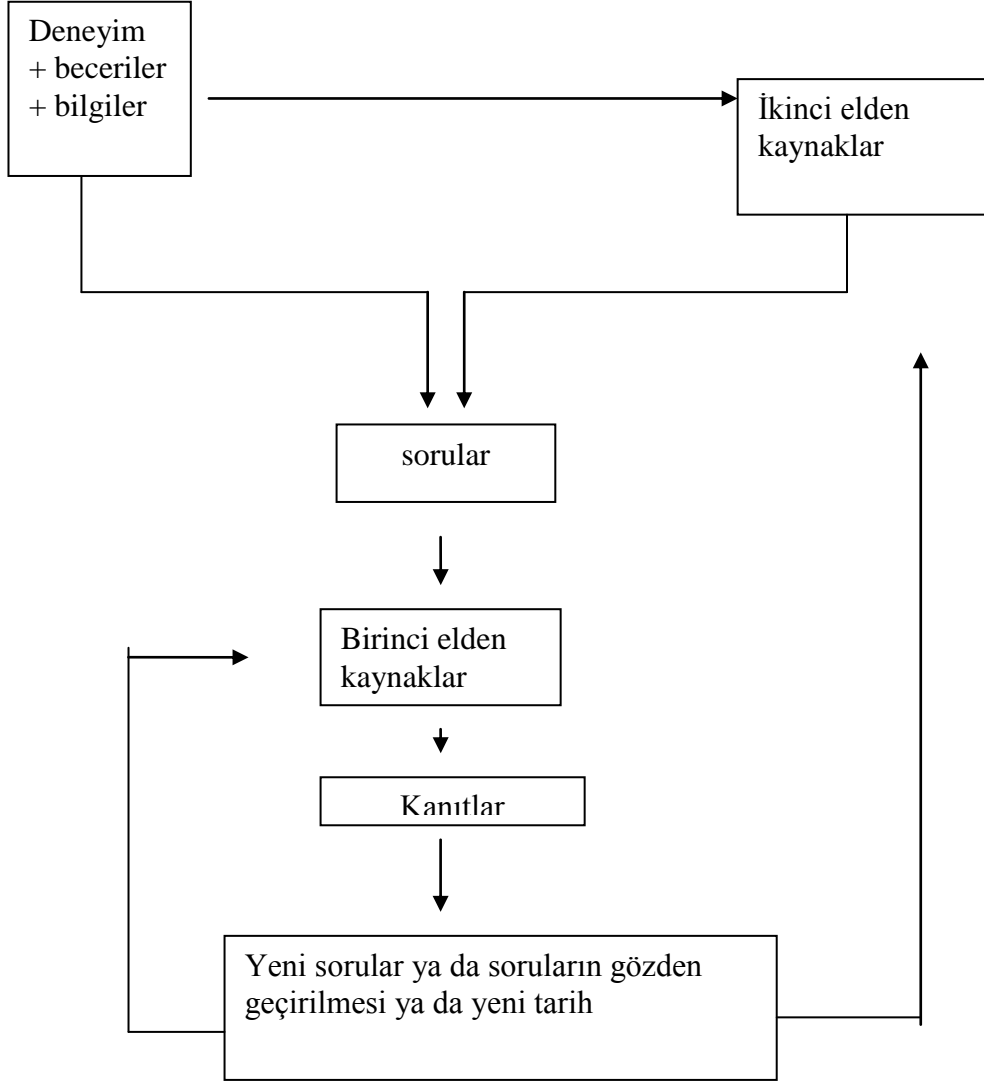 Deneyim
+ beceriler
+ bilgiler
İkinci elden
kaynaklar
sorular
Birinci elden
kaynaklar
Kanıtlar
Yeni sorular ya da soruların gözden
geçirilmesi ya da yeni tarih